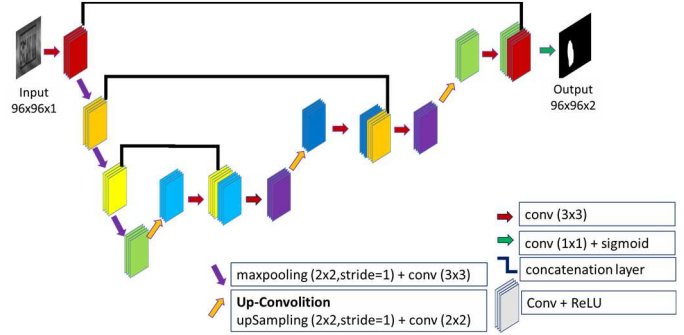 Input
96x96x1
Output
96x96x2
maxpooling (2x2,stride=1) + conv (3x3)
Up-Convolition
upSampling (2x2,stride=1) + conv (2x2)
conv (3x3)
conv (1x1) + sigmoid
concatenation layer
Conv + ReLU